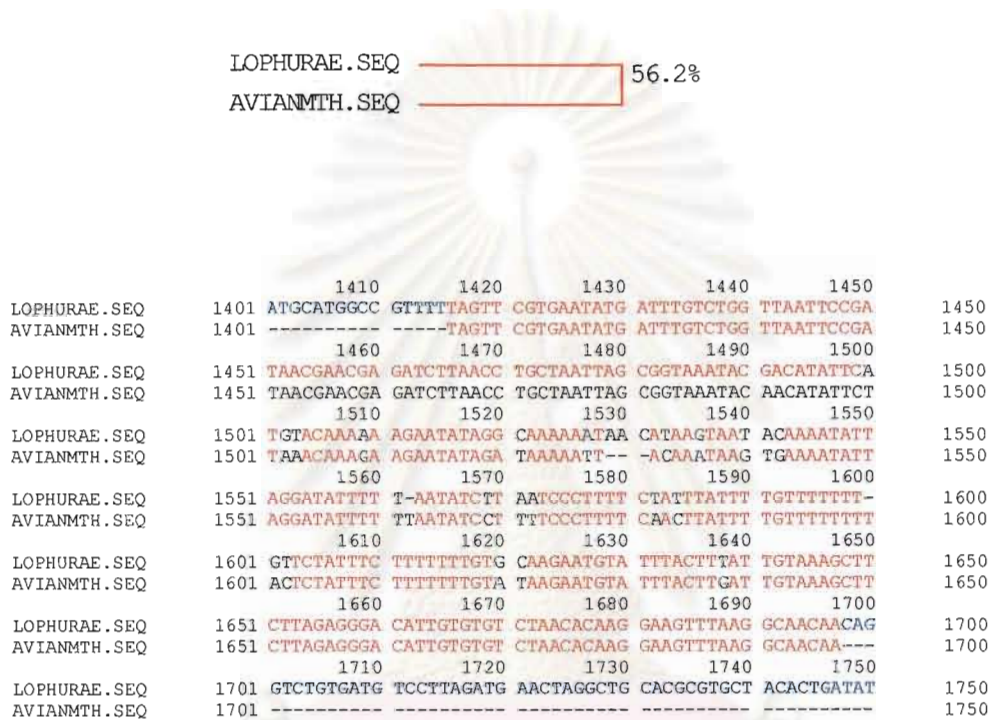 LOPHURAE.SEQ
56.2%
AVIANMTH.SEQ
1410 1420 1430 1440 1450
LOPHURAE.SEQ 1401 ATGCATGGCC GTTTTTAGTT CGTGAATATG ATTTGTCTGG TTAATTCCGA 1450
AVIANMTH.SEQ 1401 ---------- -----TAGTT CGTGAATATG ATTTGTCTGG TTAATTCCGA 1450
1460 1470 1480 1490 1500
LOPHURAE.SEQ 1451 TAACGAACGA GATCTTAACC TGCTAATTAG CGGTAAATAC GACATATTCA 1500
AVIANMTH.SEQ 1451 TAACGAACGA GATCTTAACC TGCTAATTAG CGGTAAATAC AACATATTCT 1500
1510 1520 1530 1540 1550
LOPHURAE.SEQ 1501 TGTACAAAAA AGAATATAGG CAAAAAATAA CATAAGTAAT ACAAAATATT 1550
AVIANMTH.SEQ 1501 TAAACAAAGA AGAATATAGA TAAAAATT-- -ACAAATAAG TGAAAATATT 1550
1560 1570 1580 1590 1600
LOPHURAE.SEQ 1551 AGGATATTTT T-AATATCTT AATCCCTTTT CTATTTATTT TGTTTTTTT- 1600
AVIANMTH.SEQ 1551 AGGATATTTT TTAATATCCT TTTCCCTTTT CAACTTATTT TGTTTTTTTT 1600
1610 1620 1630 1640 1650
LOPHURAE.SEQ 1601 GTTCTATTTC TTTTTTTGTG CAAGAATGTA TTTACTTTAT TGTAAAGCTT 1650
AVIANMTH.SEQ 1601 ACTCTATTTC TTTTTTTGTA TAAGAATGTA TTTACTTGAT TGTAAAGCTT 1650
1660 1670 1680 1690 1700
LOPHURAE.SEQ 1651 CTTAGAGGGA CATTGTGTGT CTAACACAAG GAAGTTTAAG GCAACAACAG 1700
AVIANMTH.SEQ 1651 CTTAGAGGGA CATTGTGTGT CTAACACAAG GAAGTTTAAG GCAACAA--- 1700
1710 1720 1730 1740 1750
LOPHURAE.SEQ 1701 GTCTGTGATG TCCTTAGATG AACTAGGCTG CACGCGTGCT ACACTGATAT 1750
AVIANMTH.SEQ 1701 ---------- ---------- ---------- ---------- ---------- 1750